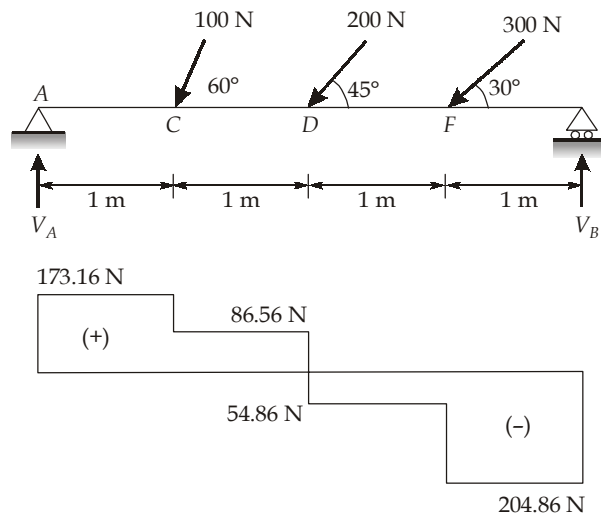 100 N 200 N 300 N
60° 45° 30°
A
C D F
1 m 1 m 1 m 1 m
V_A V_B
173.16 N
86.56 N
(+)
54.86 N
(–)
204.86 N